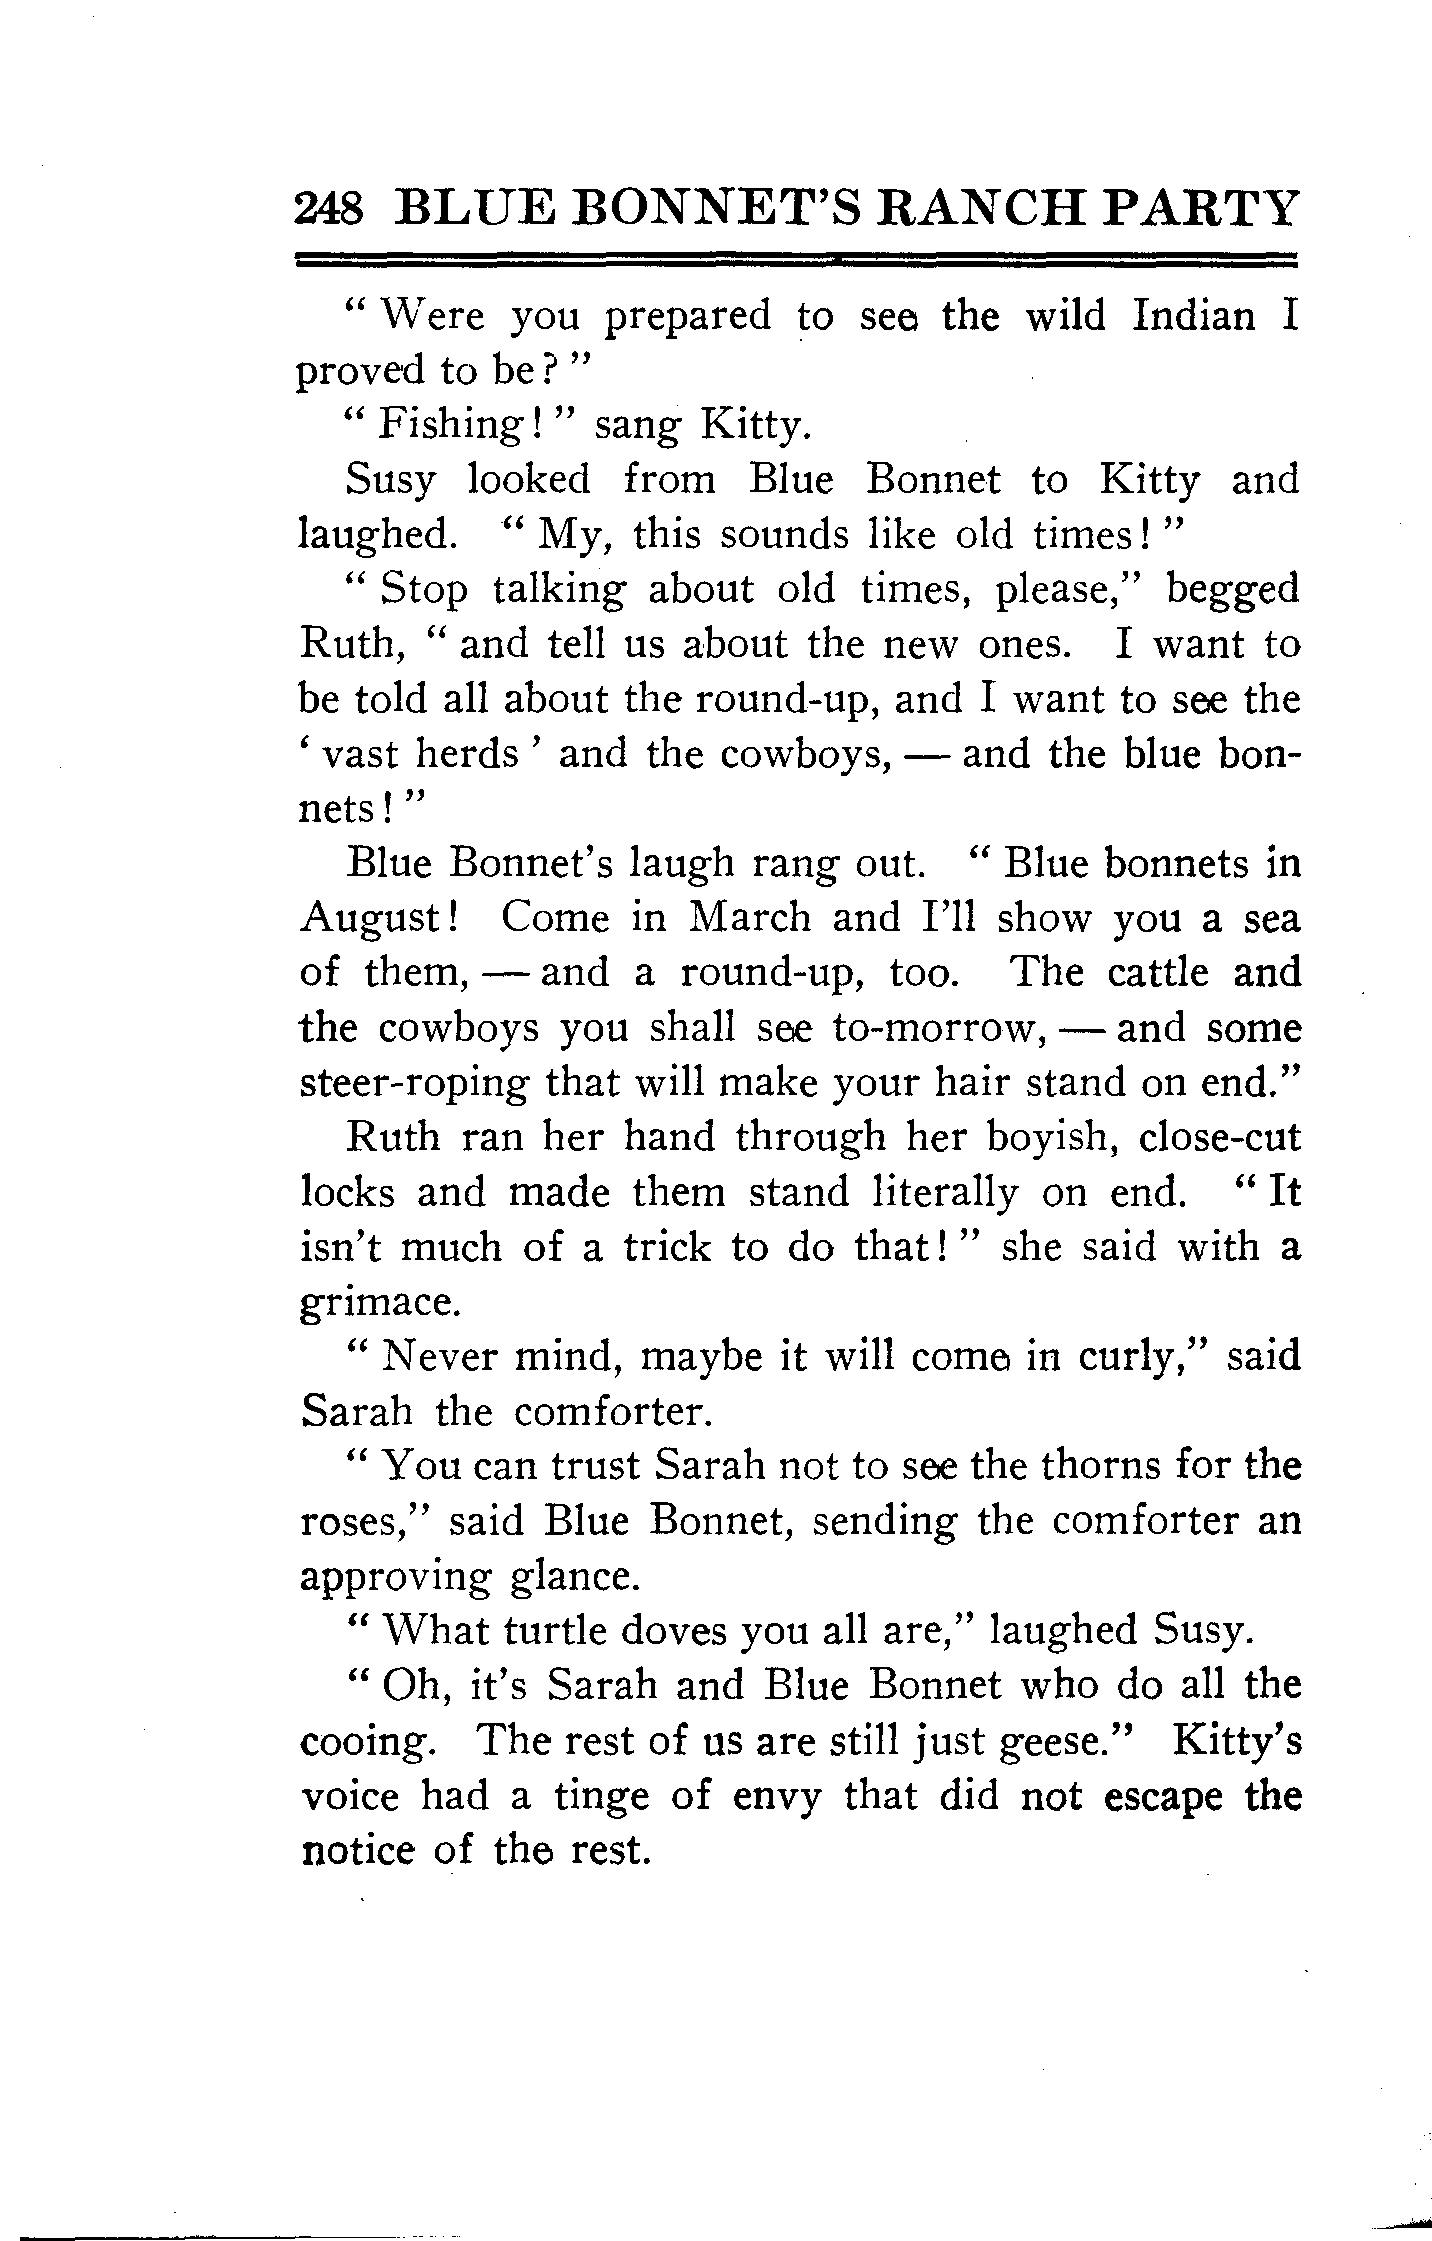 248 BLUE BONNET'S RANCH PARTY
" Were you prepared to see the wild Indian I
proved to be? "
" Fishing! " sang Kitty.
Susy looked from Blue Bonnet to Kitty and
laughed. " My, this sounds like old times! "
" Stop talking about old times, please," begged
Ruth, " and tell us about the new ones. I want to
be told all about the round-up, and I want to see the
' vast herds ' and the cowboys, — and the blue bon-
nets! "
Blue Bonnet's laugh rang out. " Blue bonnets in
August! Come in March and I'll show you a sea
of them, — and a round-up, too. The cattle and
the cowboys you shall see to-morrow, — and some
steer-roping that will make your hair stand on end."
Ruth ran her hand through her boyish, close-cut
locks and made them stand literally on end. " It
isn't much of a trick to do that! " she said with a
grimace.
" Never mind, maybe it will come in curly," said
Sarah the comforter.
" You can trust Sarah not to see the thorns for the
roses," said Blue Bonnet, sending the comforter an
approving glance.
" What turtle doves you all are," laughed Susy.
" Oh, it's Sarah and Blue Bonnet who do all the
cooing. The rest of us are still just geese." Kitty's
voice had a tinge of envy that did not escape the
notice of the rest.